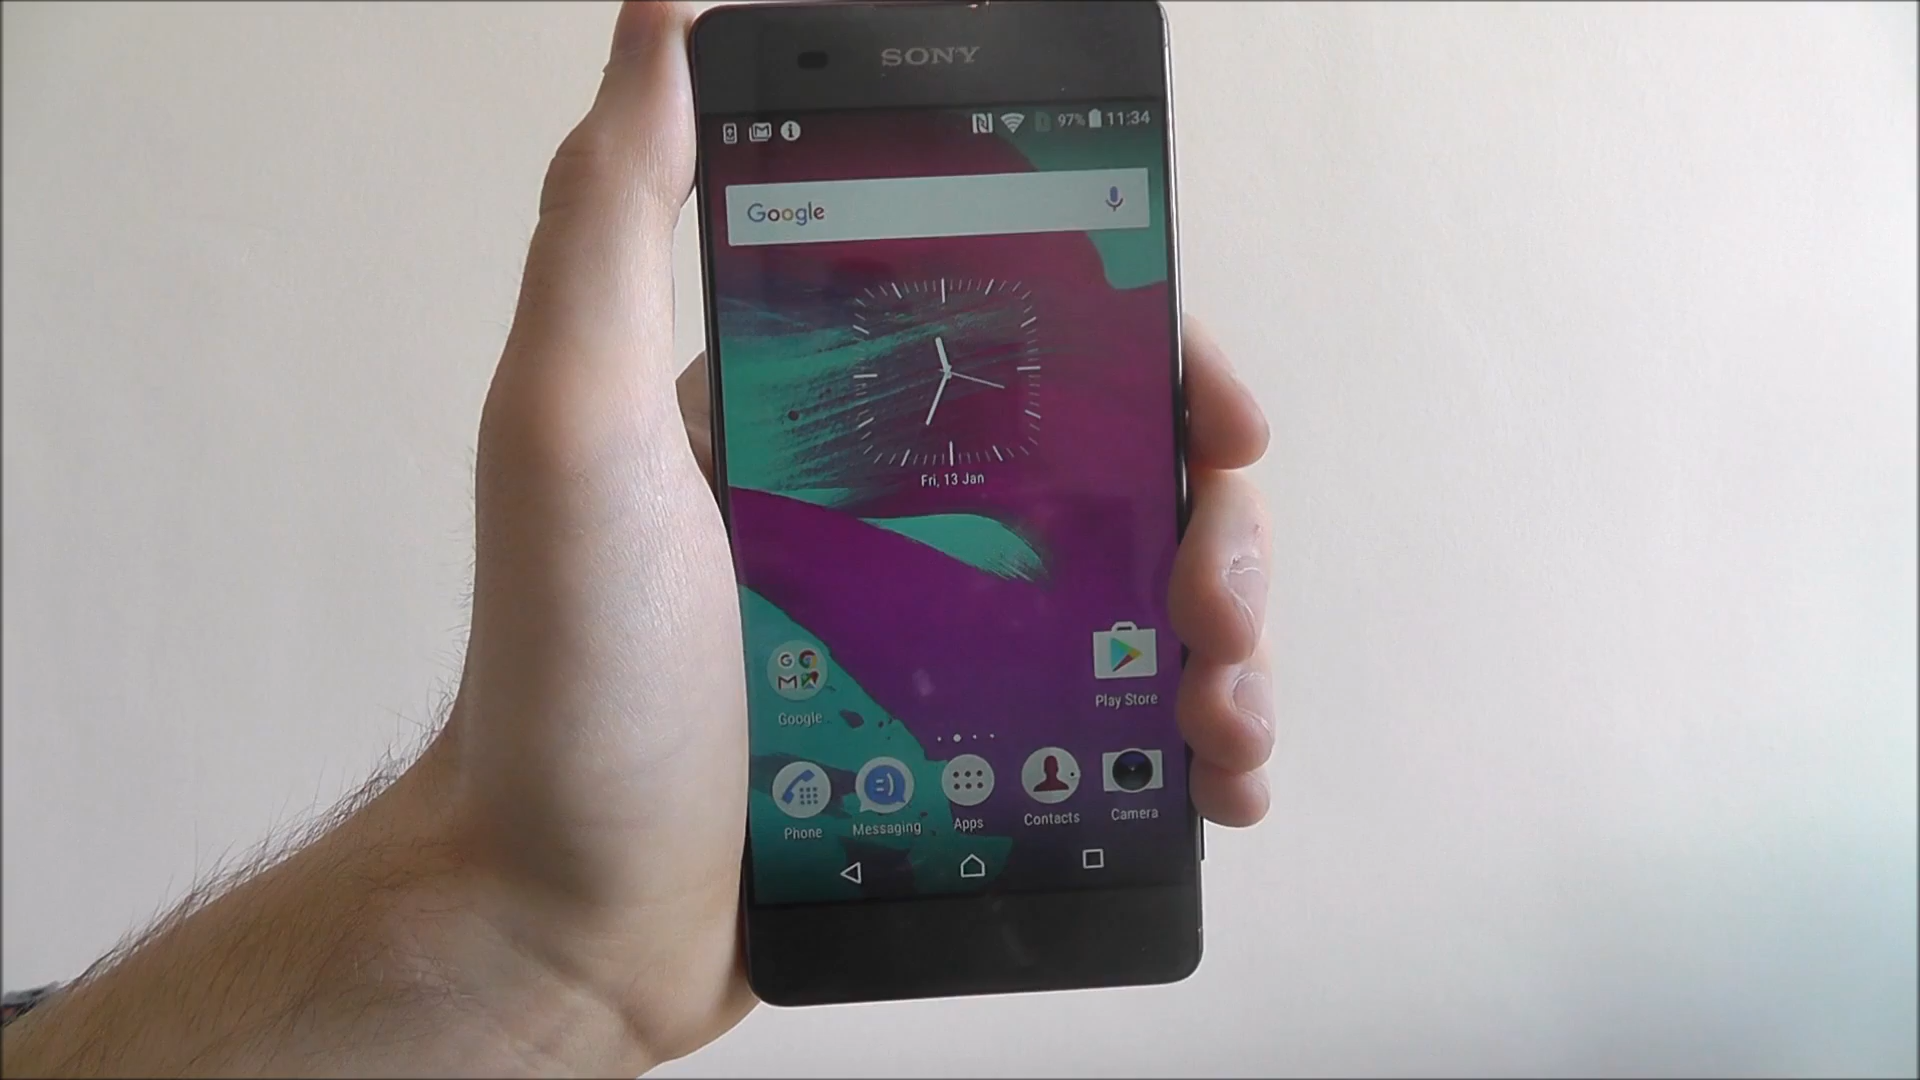 SONY
97% 11:34
Google
Fri, 13 Jan
Google
Play Store
Phone
Messaging
Apps
Contacts
Camera